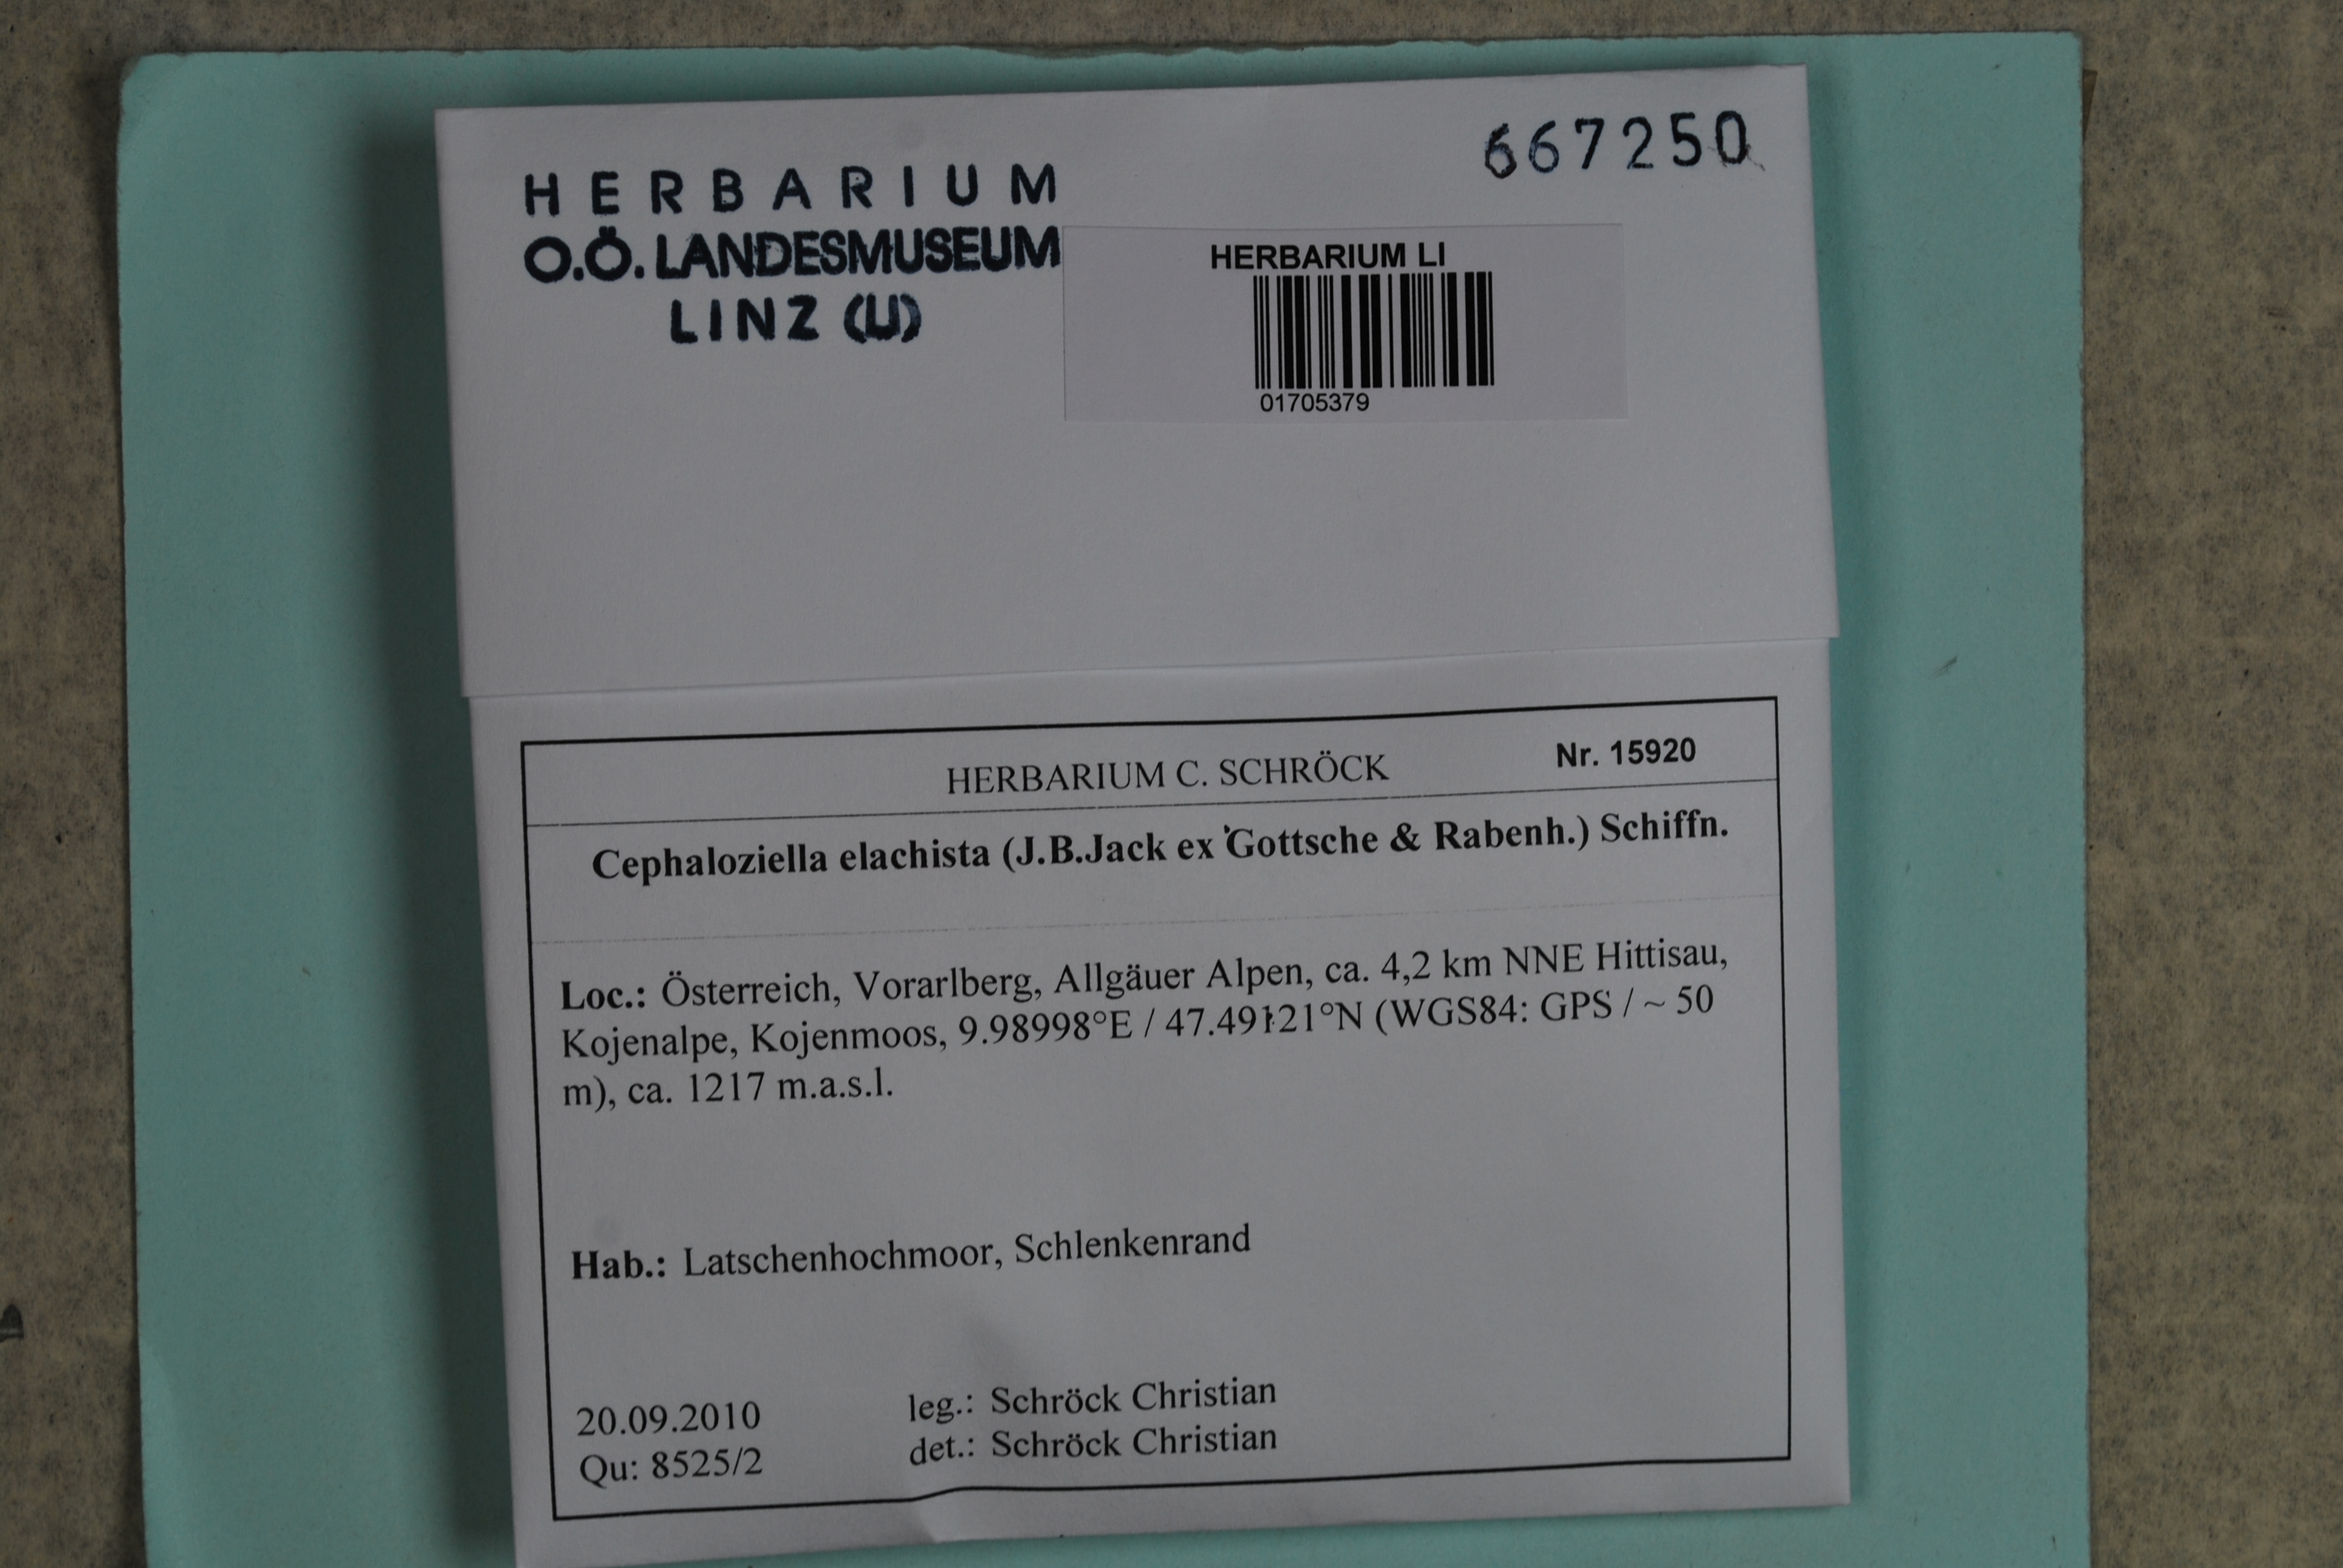 HERBARIUM
O.Ö. LANDESMUSEUM
LINZ (LI)
667250
HERBARIUM LI
01705379
HERBARIUM C. SCHRÖCK Nr. 15920
Cephaloziella elachista (J.B.Jack ex Gottsche & Rabenh.) Schiffn.
Loc.: Österreich, Vorarlberg, Allgäuer Alpen, ca. 4,2 km NNE Hittisau,
Kojenalpe, Kojenmoos, 9.98998°E / 47.49121°N (WGS84: GPS / ~ 50
m), ca. 1217 m.a.s.l.
Hab.: Latschenhochmoor, Schlenkenrand
20.09.2010 leg.: Schröck Christian
Qu: 8525/2 det.: Schröck Christian